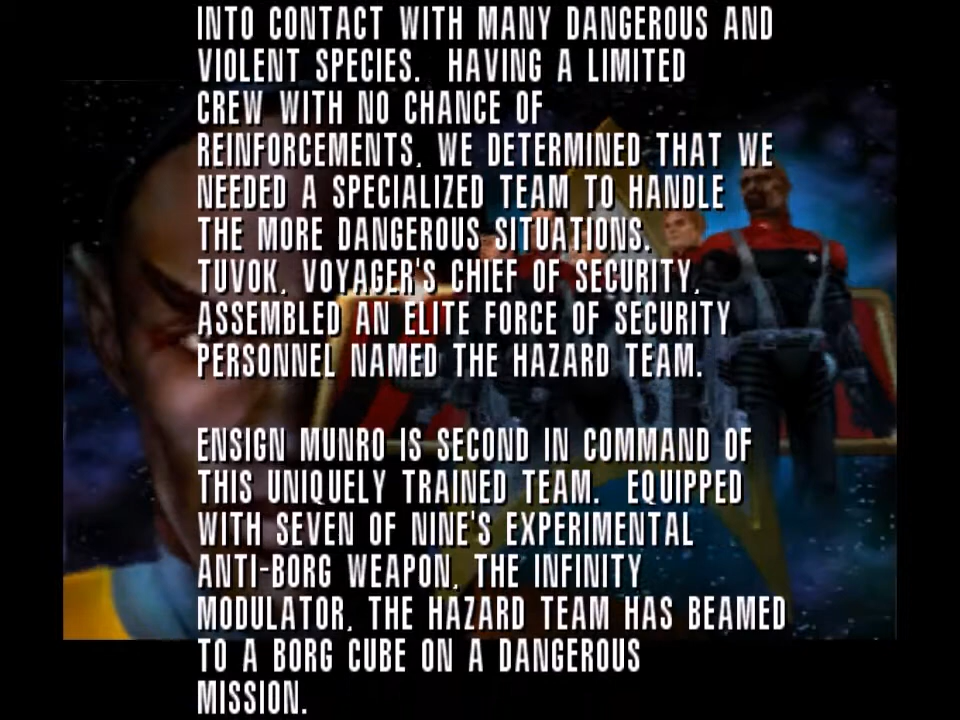 INTO CONTACT WITH MANY DANGEROUS AND
VIOLENT SPECIES.  HAVING A LIMITED
CREW WITH NO CHANCE OF
REINFORCEMENTS, WE DETERMINED THAT WE
NEEDED A SPECIALIZED TEAM TO HANDLE
THE MORE DANGEROUS SITUATIONS.
TUVOK, VOYAGER'S CHIEF OF SECURITY,
ASSEMBLED AN ELITE FORCE OF SECURITY
PERSONNEL NAMED THE HAZARD TEAM.
ENSIGN MUNRO IS SECOND IN COMMAND OF
THIS UNIQUELY TRAINED TEAM.  EQUIPPED
WITH SEVEN OF NINE'S EXPERIMENTAL
ANTI-BORG WEAPON, THE INFINITY
MODULATOR, THE HAZARD TEAM HAS BEAMED
TO A BORG CUBE ON A DANGEROUS
MISSION.